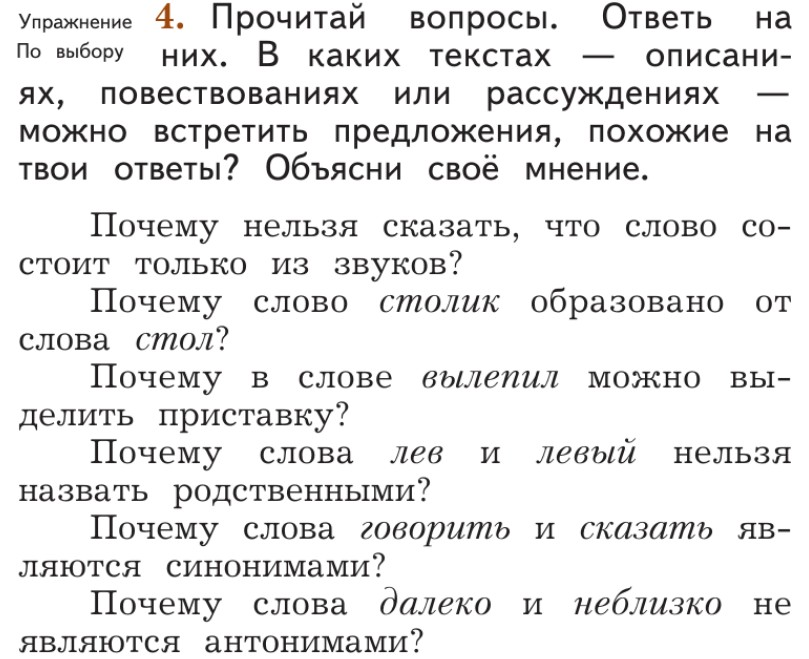 Упражнение 4. Прочитай вопросы. Ответь на
По выбору них. В каких текстах — описани-
ях, повествованиях или рассуждениях —
можно встретить предложения, похожие на
твои ответы? Объясни своё мнение.
Почему нельзя сказать, что слово со-
стоит только из звуков?
Почему слово столик образовано от
слова стол?
Почему в слове вылепил можно вы-
делить приставку?
Почему слова лев и левый нельзя
назвать родственными?
Почему слова говорить и сказать яв-
ляются синонимами?
Почему слова далеко и неблизко не
являются антонимами?